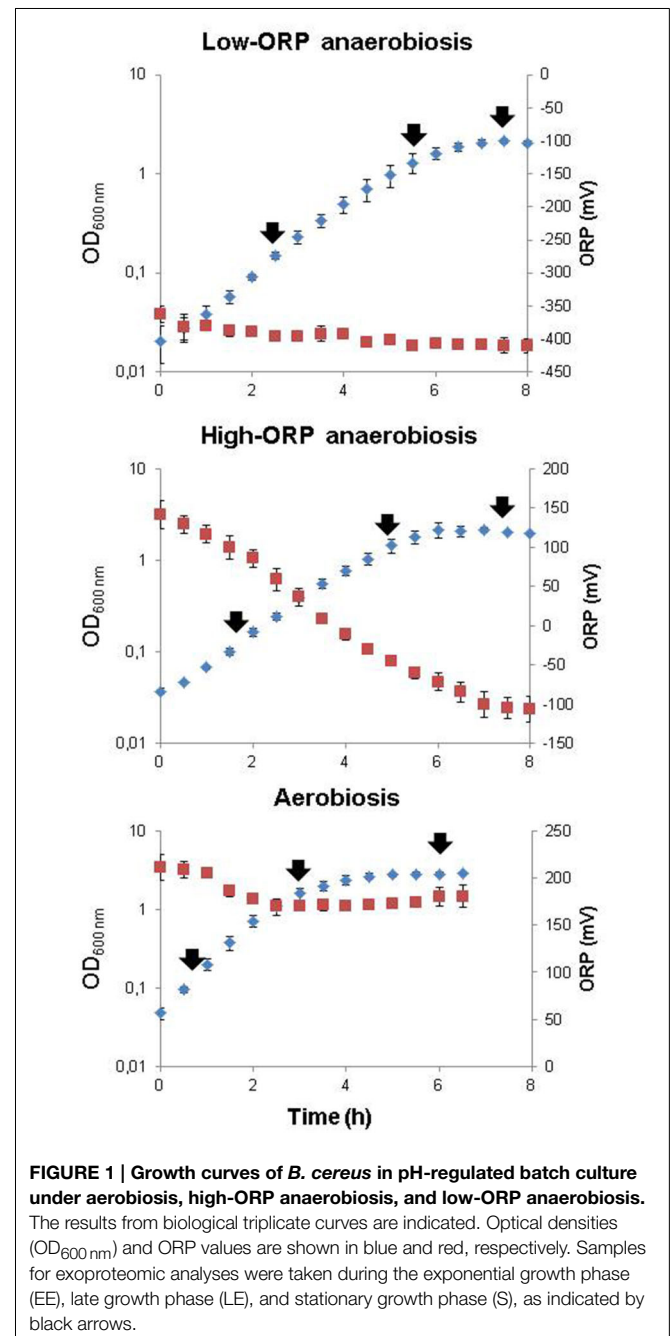 Low-ORP anaerobiosis
10
1
0,1
0,01
OD600 nm
0
-50
-100
-150
-200
-250
-300
-350
-400
-450
ORP (mV)
0 2 4 6 8
High-ORP anaerobiosis
10
1
0,1
0,01
OD600 nm
200
150
100
50
0
-50
-100
-150
ORP (mV)
0 2 4 6 8
Aerobiosis
10
1
0,1
0,01
OD600 nm
250
200
150
100
50
0
ORP (mV)
0 2 4 6 8
Time (h)
FIGURE 1 | Growth curves of B. cereus in pH-regulated batch culture
under aerobiosis, high-ORP anaerobiosis, and low-ORP anaerobiosis.
The results from biological triplicate curves are indicated. Optical densities
(OD600 nm) and ORP values are shown in blue and red, respectively. Samples
for exoproteomic analyses were taken during the exponential growth phase
(EE), late growth phase (LE), and stationary growth phase (S), as indicated by
black arrows.